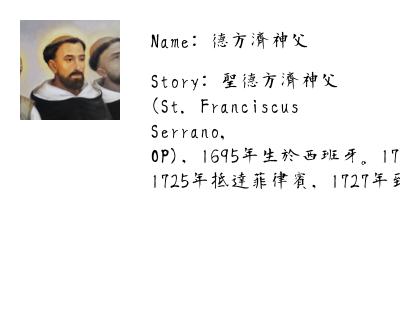 Name: 德方濟神父
Story: 聖德方濟神父
(St. Franciscus
Serrano,
OP), 1695年生於西班牙。17
1725年抵達菲律賓, 1727年